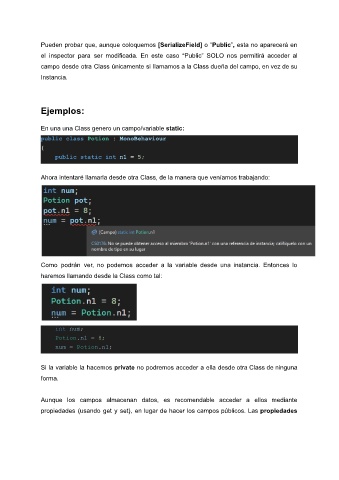 Pueden probar que, aunque coloquemos [SerializeField] o "Public", esta no aparecerá en
el inspector para ser modificada. En este caso "Public" SOLO nos permitirá acceder al
campo desde otra Class únicamente si llamamos a la Class dueña del campo, en vez de su
Instancia.
Ejemplos:
En una una Class genero un campo/variable static:
public class Potion : MonoBehaviour
{
public static int n1 = 5;
Ahora intentaré llamarla desde otra Class, de la manera que veníamos trabajando:
int num;
Potion pot;
pot.n1 = 8;
num = pot.n1;
(Campo) static int Potion.n1
CS0176: No se puede obtener acceso al miembro 'Potion.n1' con una referencia de instancia; califíquelo con un
nombre de tipo en su lugar
Como podrán ver, no podemos acceder a la variable desde una instancia. Entonces lo
haremos llamando desde la Class como tal:
int num;
Potion.n1 = 8;
num = Potion.n1;
int num;
Potion.n1 = 8;
num = Potion.n1;
Si la variable la hacemos private no podremos acceder a ella desde otra Class de ninguna
forma.
Aunque los campos almacenan datos, es recomendable acceder a ellos mediante
propiedades (usando get y set), en lugar de hacer los campos públicos. Las propiedades